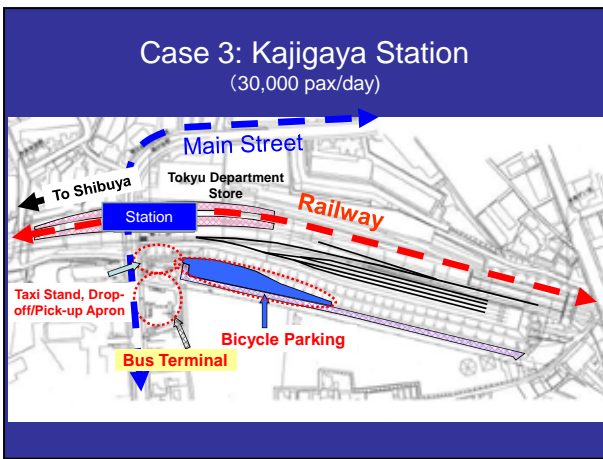 Case 3: Kajigaya Station
（30,000 pax/day)
Main Street
To Shibuya
Tokyu Department
Store
Station
Railway
Taxi Stand, Drop-
off/Pick-up Apron
Bicycle Parking
Bus Terminal